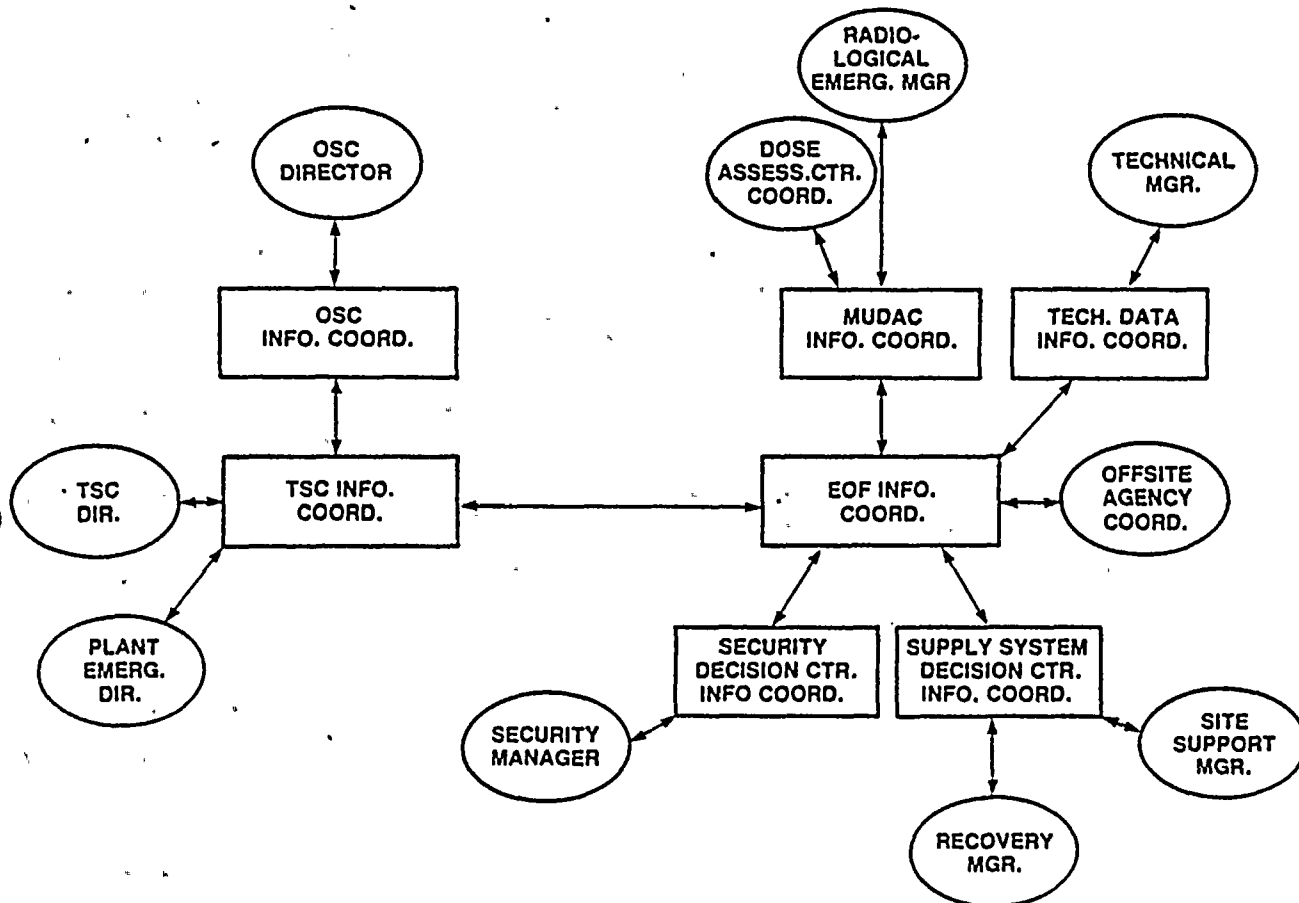 RADIO-
LOGICAL
EMERG. MGR
OSC
DIRECTOR
DOSE
ASSESS.CTR.
COORD.
TECHNICAL
MGR.
OSC
INFO. COORD.
MUDAC
INFO. COORD.
TECH. DATA
INFO. COORD.
TSC
DIR.
TSC INFO.
COORD.
EOF INFO.
COORD.
OFFSITE
AGENCY
COORD.
PLANT
EMERG.
DIR.
SECURITY
DECISION CTR.
INFO COORD.
SUPPLY SYSTEM
DECISION CTR.
INFO. COORD.
SECURITY
MANAGER
SITE
SUPPORT
MGR.
RECOVERY
MGR.